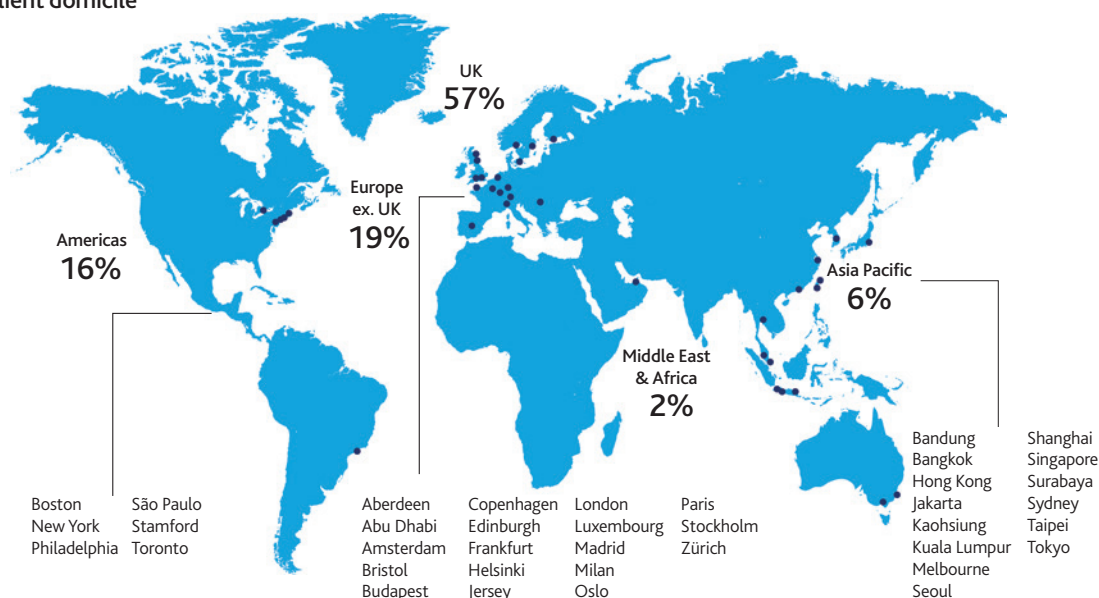 UK
57%
Europe
ex. UK
19%
Americas
16%
Asia Pacific
6%
Middle East
& Africa
2%
Boston
New York
Philadelphia
São Paulo
Stamford
Toronto
Aberdeen
Abu Dhabi
Amsterdam
Bristol
Budapest
Copenhagen
Edinburgh
Frankfurt
Helsinki
Jersey
London
Luxembourg
Madrid
Milan
Oslo
Paris
Stockholm
Zürich
Bandung
Bangkok
Hong Kong
Jakarta
Kaohsiung
Kuala Lumpur
Melbourne
Seoul
Shanghai
Singapore
Surabaya
Sydney
Taipei
Tokyo